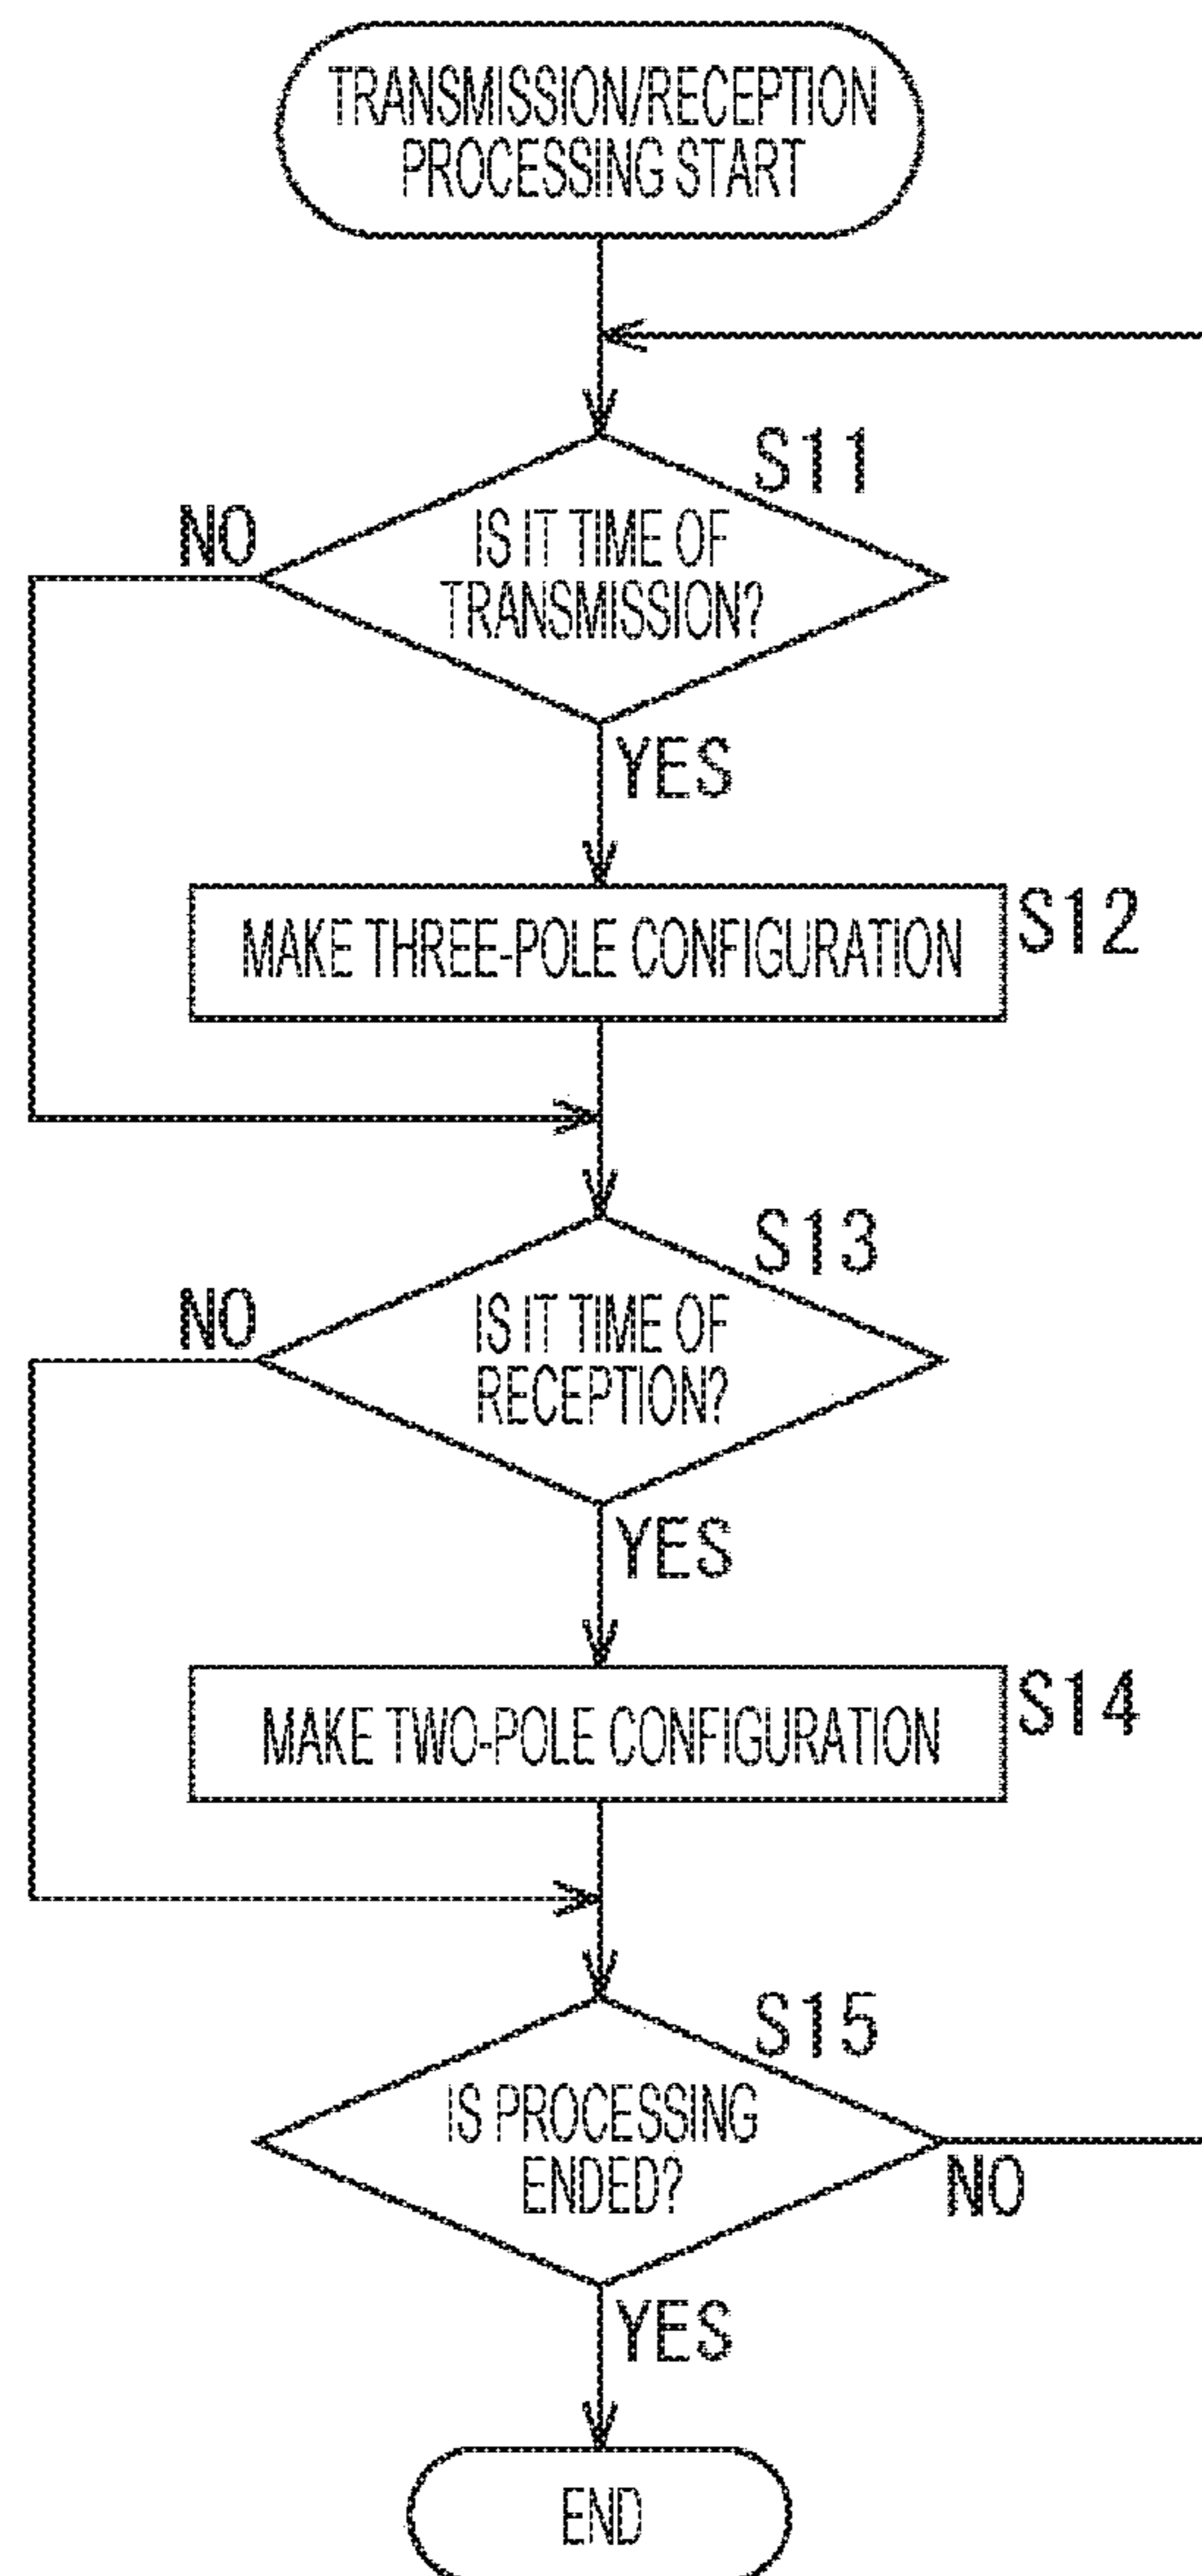 TRANSMISSION/RECEPTION
PROCESSING START
S11
NO
IS IT TIME OF
TRANSMISSION?
YES
MAKE THREE-POLE CONFIGURATION
S12
S13
NO
IS IT TIME OF
RECEPTION?
YES
MAKE TWO-POLE CONFIGURATION
S14
S15
IS PROCESSING
ENDED?
NO
YES
END